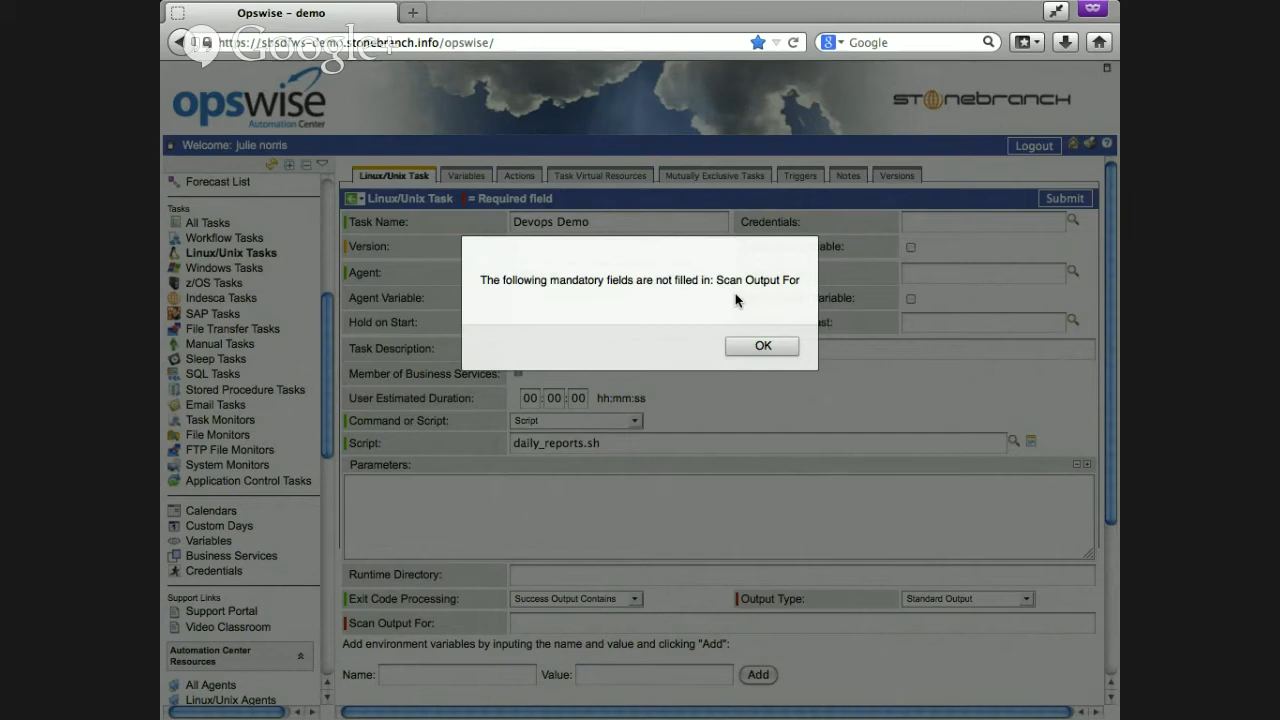 Opswise – demo
https://sbsd
ws-demo.stonebranch.info/opswise/
Google+
Google
opswise
Automation Center
STONEBRANCH
Welcome: julie norris
Logout
Forecast List
Tasks
All Tasks
Workflow Tasks
Linux/Unix Tasks
Windows Tasks
z/OS Tasks
Indesca Tasks
SAP Tasks
File Transfer Tasks
Manual Tasks
Sleep Tasks
SQL Tasks
Stored Procedure Tasks
Email Tasks
Task Monitors
File Monitors
FTP File Monitors
System Monitors
Application Control Tasks
Calendars
Custom Days
Variables
Business Services
Credentials
Support Links
Support Portal
Video Classroom
Automation Center
Resources
All Agents
Linux/Unix Agents
Linux/Unix Task
Variables
Actions
Task Virtual Resources
Mutually Exclusive Tasks
Triggers
Notes
Versions
Linux/Unix Task
= Required field
Submit
Task Name:
Devops Demo
Credentials:
Version:
able:
Agent:
Agent Variable:
ariable:
Hold on Start:
ast:
Task Description:
Member of Business Services:
User Estimated Duration:
00 : 00 : 00 hh:mm:ss
Command or Script:
Script
Script:
daily_reports.sh
Parameters:
Runtime Directory:
Exit Code Processing:
Success Output Contains
Output Type:
Standard Output
Scan Output For:
Add environment variables by inputing the name and value and clicking "Add":
Name:
Value:
Add
The following mandatory fields are not filled in: Scan Output For
OK